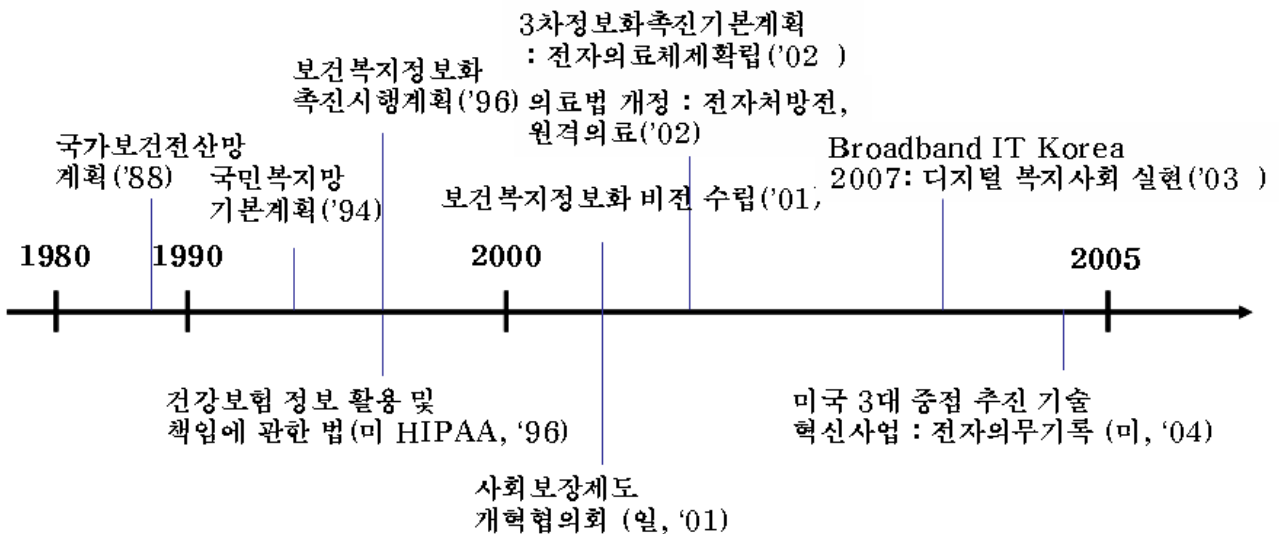 3차정보화촉진기본계획
: 전자의료체제확립('02 )
보건복지정보화
촉진시행계획('96)
의료법 개정 : 전자처방전,
원격의료('02)
국가보건전산망
계획('88)
국민복지망
기본계획('94)
보건복지정보화 비전 수립('01)
Broadband IT Korea
2007: 디지털 복지사회 실현('03 )
1980
1990
2000
2005
건강보험 정보 활용 및
책임에 관한 법(미 HIPAA, ‘96)
미국 3대 중점 추진 기술
혁신사업 : 전자의무기록 (미, ‘04)
사회보장제도
개혁협의회 (일, ‘01)